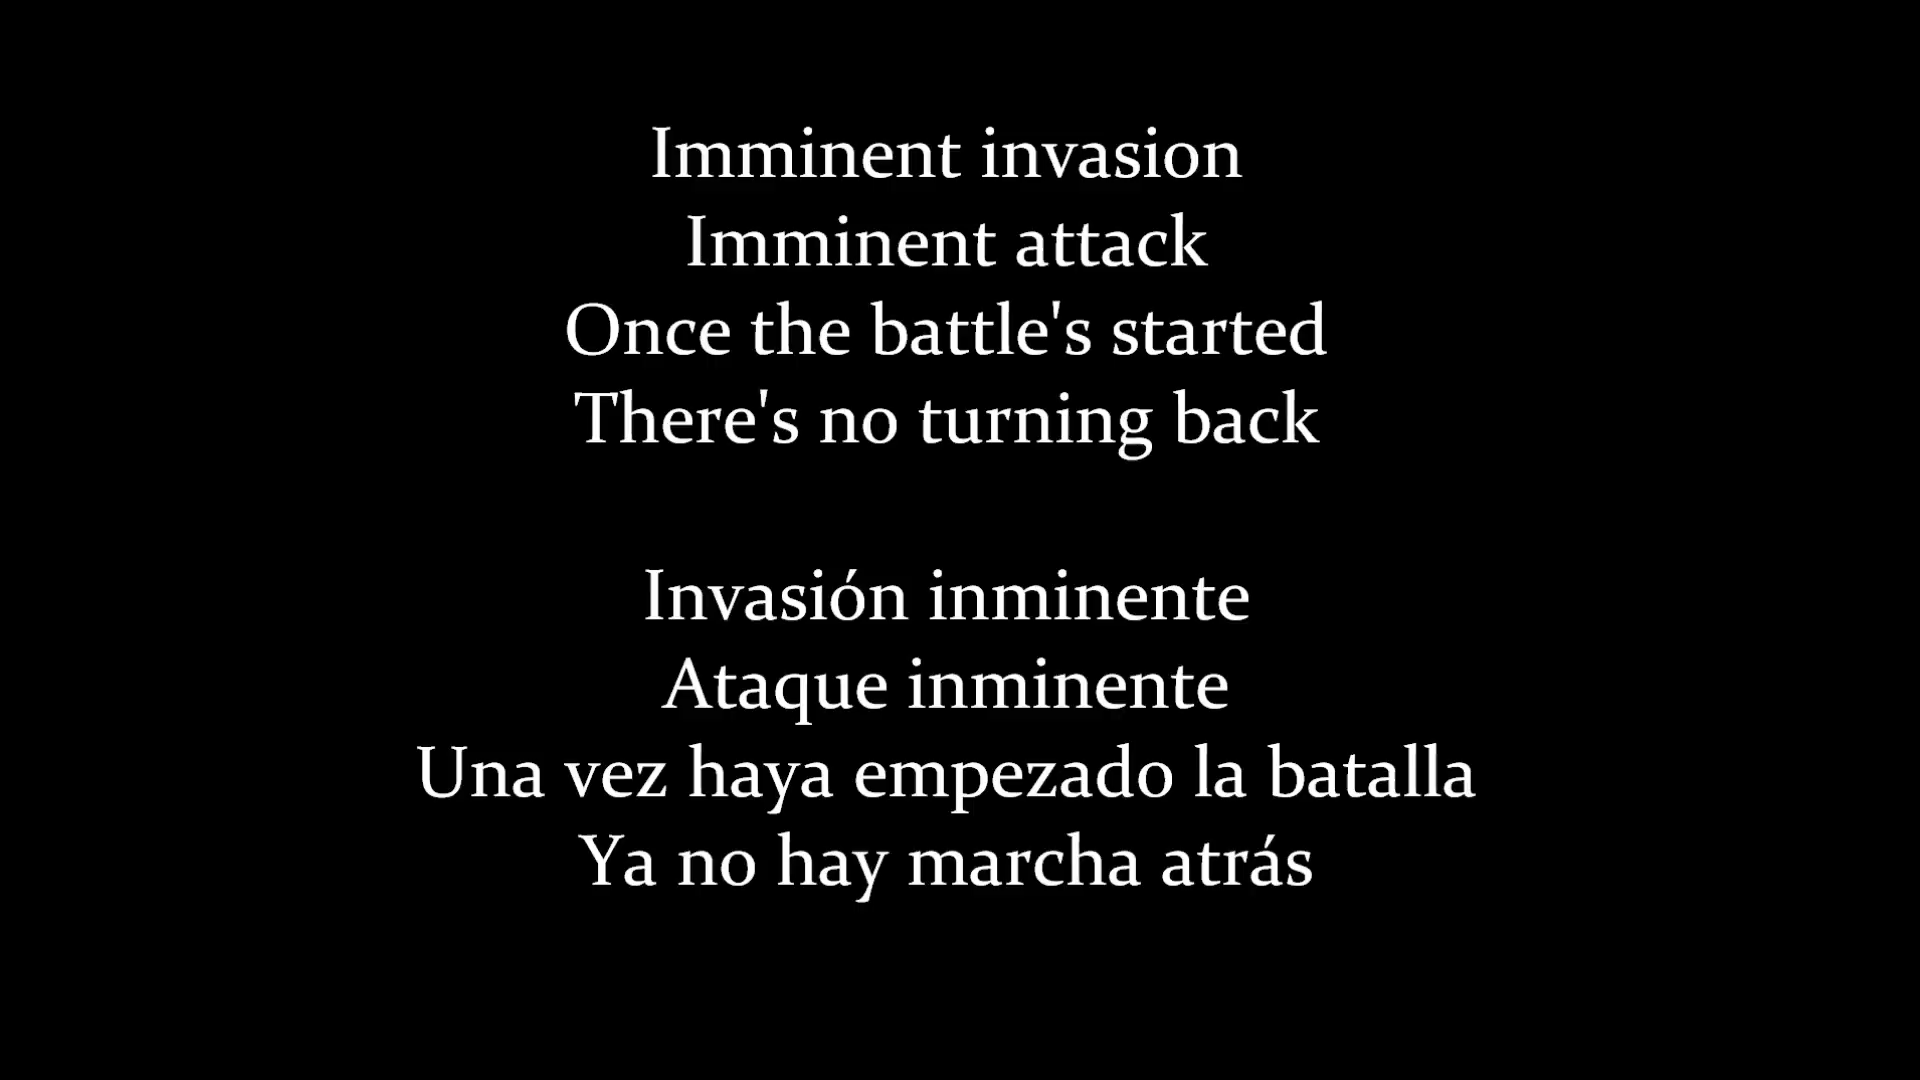 Imminent invasion
Imminent attack
Once the battle's started
There's no turning back
Invasión inminente
Ataque inminente
Una vez haya empezado la batalla
Ya no hay marcha atrás